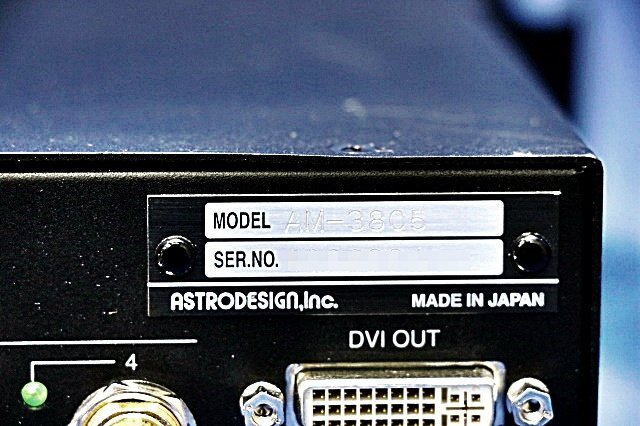 MODEL AM-3805
SER.NO.
ASTRODESIGN,Inc. MADE IN JAPAN
DVI OUT
4